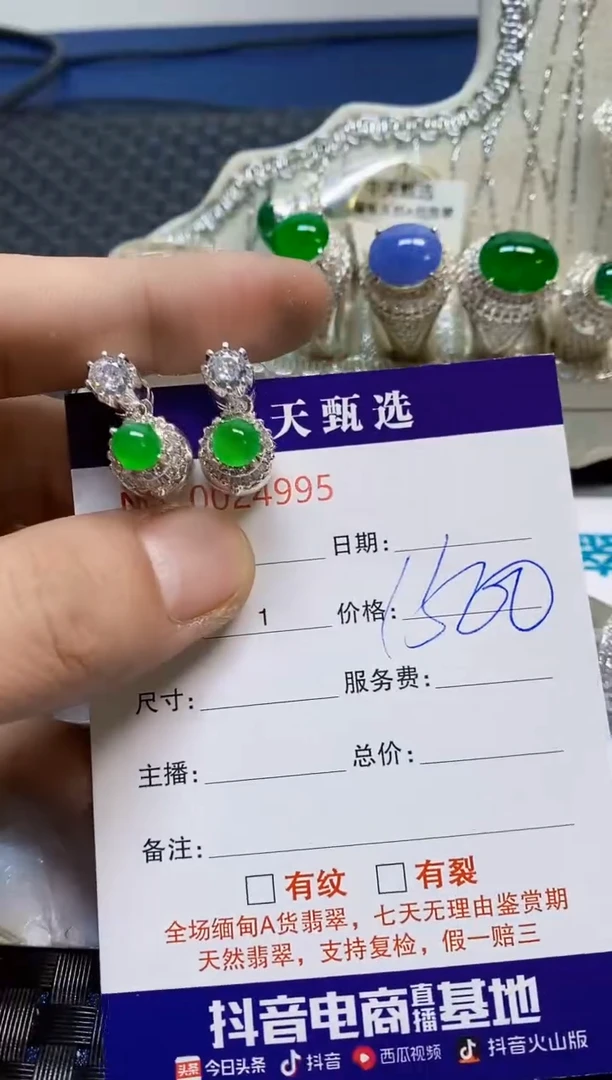 天甄选
0024995
日期:
1
价格: 1500
尺寸:
服务费:
主播:
总价:
备注:
□有纹 □有裂
全场缅甸A货翡翠，七天无理由鉴赏期
天然翡翠，支持复检，假一赔三
抖音电商直播基地
头条 今日头条 抖音 西瓜视频 抖音火山版